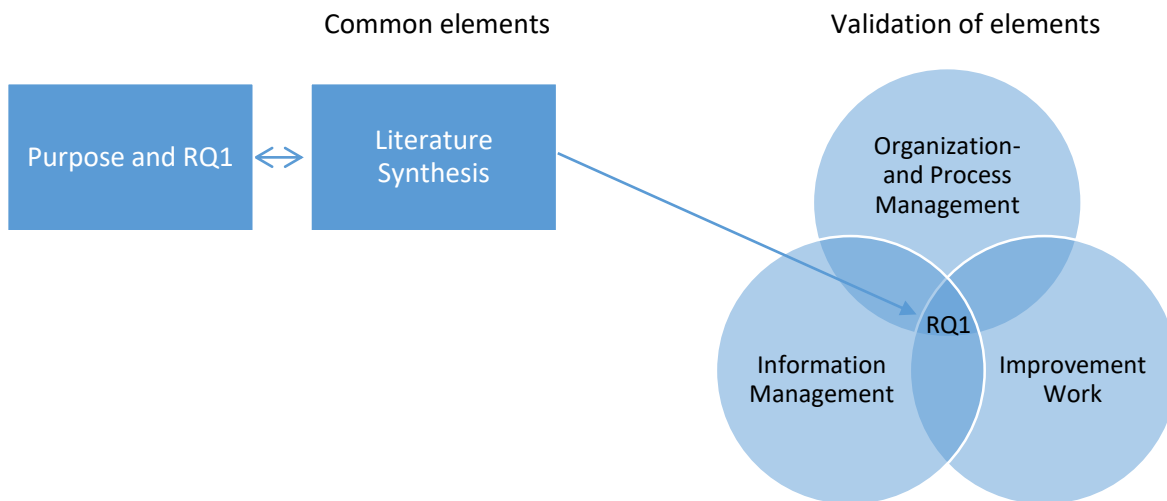 Common elements
Validation of elements
Purpose and RQ1
Literature
Synthesis
Organization-
and Process
Management
RQ1
Information
Management
Improvement
Work